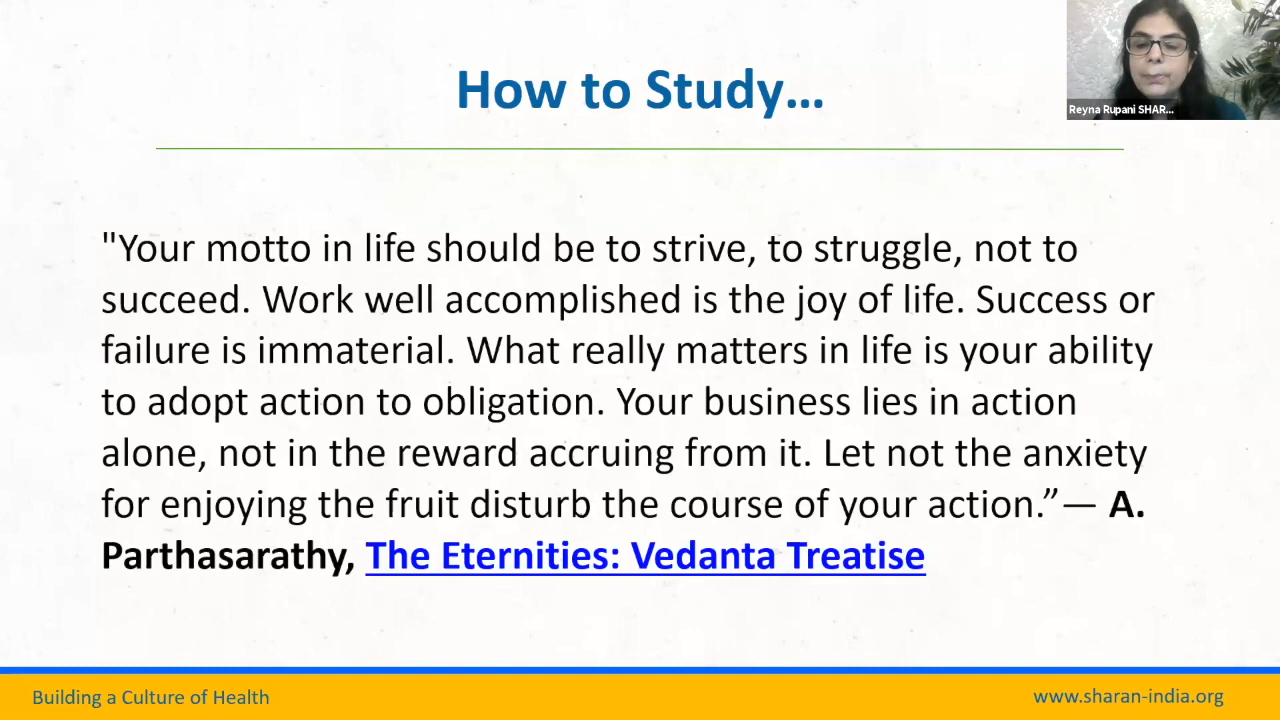 How to Study...
Reyna Rupani SHAR...
"Your motto in life should be to strive, to struggle, not to
succeed. Work well accomplished is the joy of life. Success or
failure is immaterial. What really matters in life is your ability
to adopt action to obligation. Your business lies in action
alone, not in the reward accruing from it. Let not the anxiety
for enjoying the fruit disturb the course of your action.”— A.
Parthasarathy, The Eternities: Vedanta Treatise
Building a Culture of Health
www.sharan-india.org